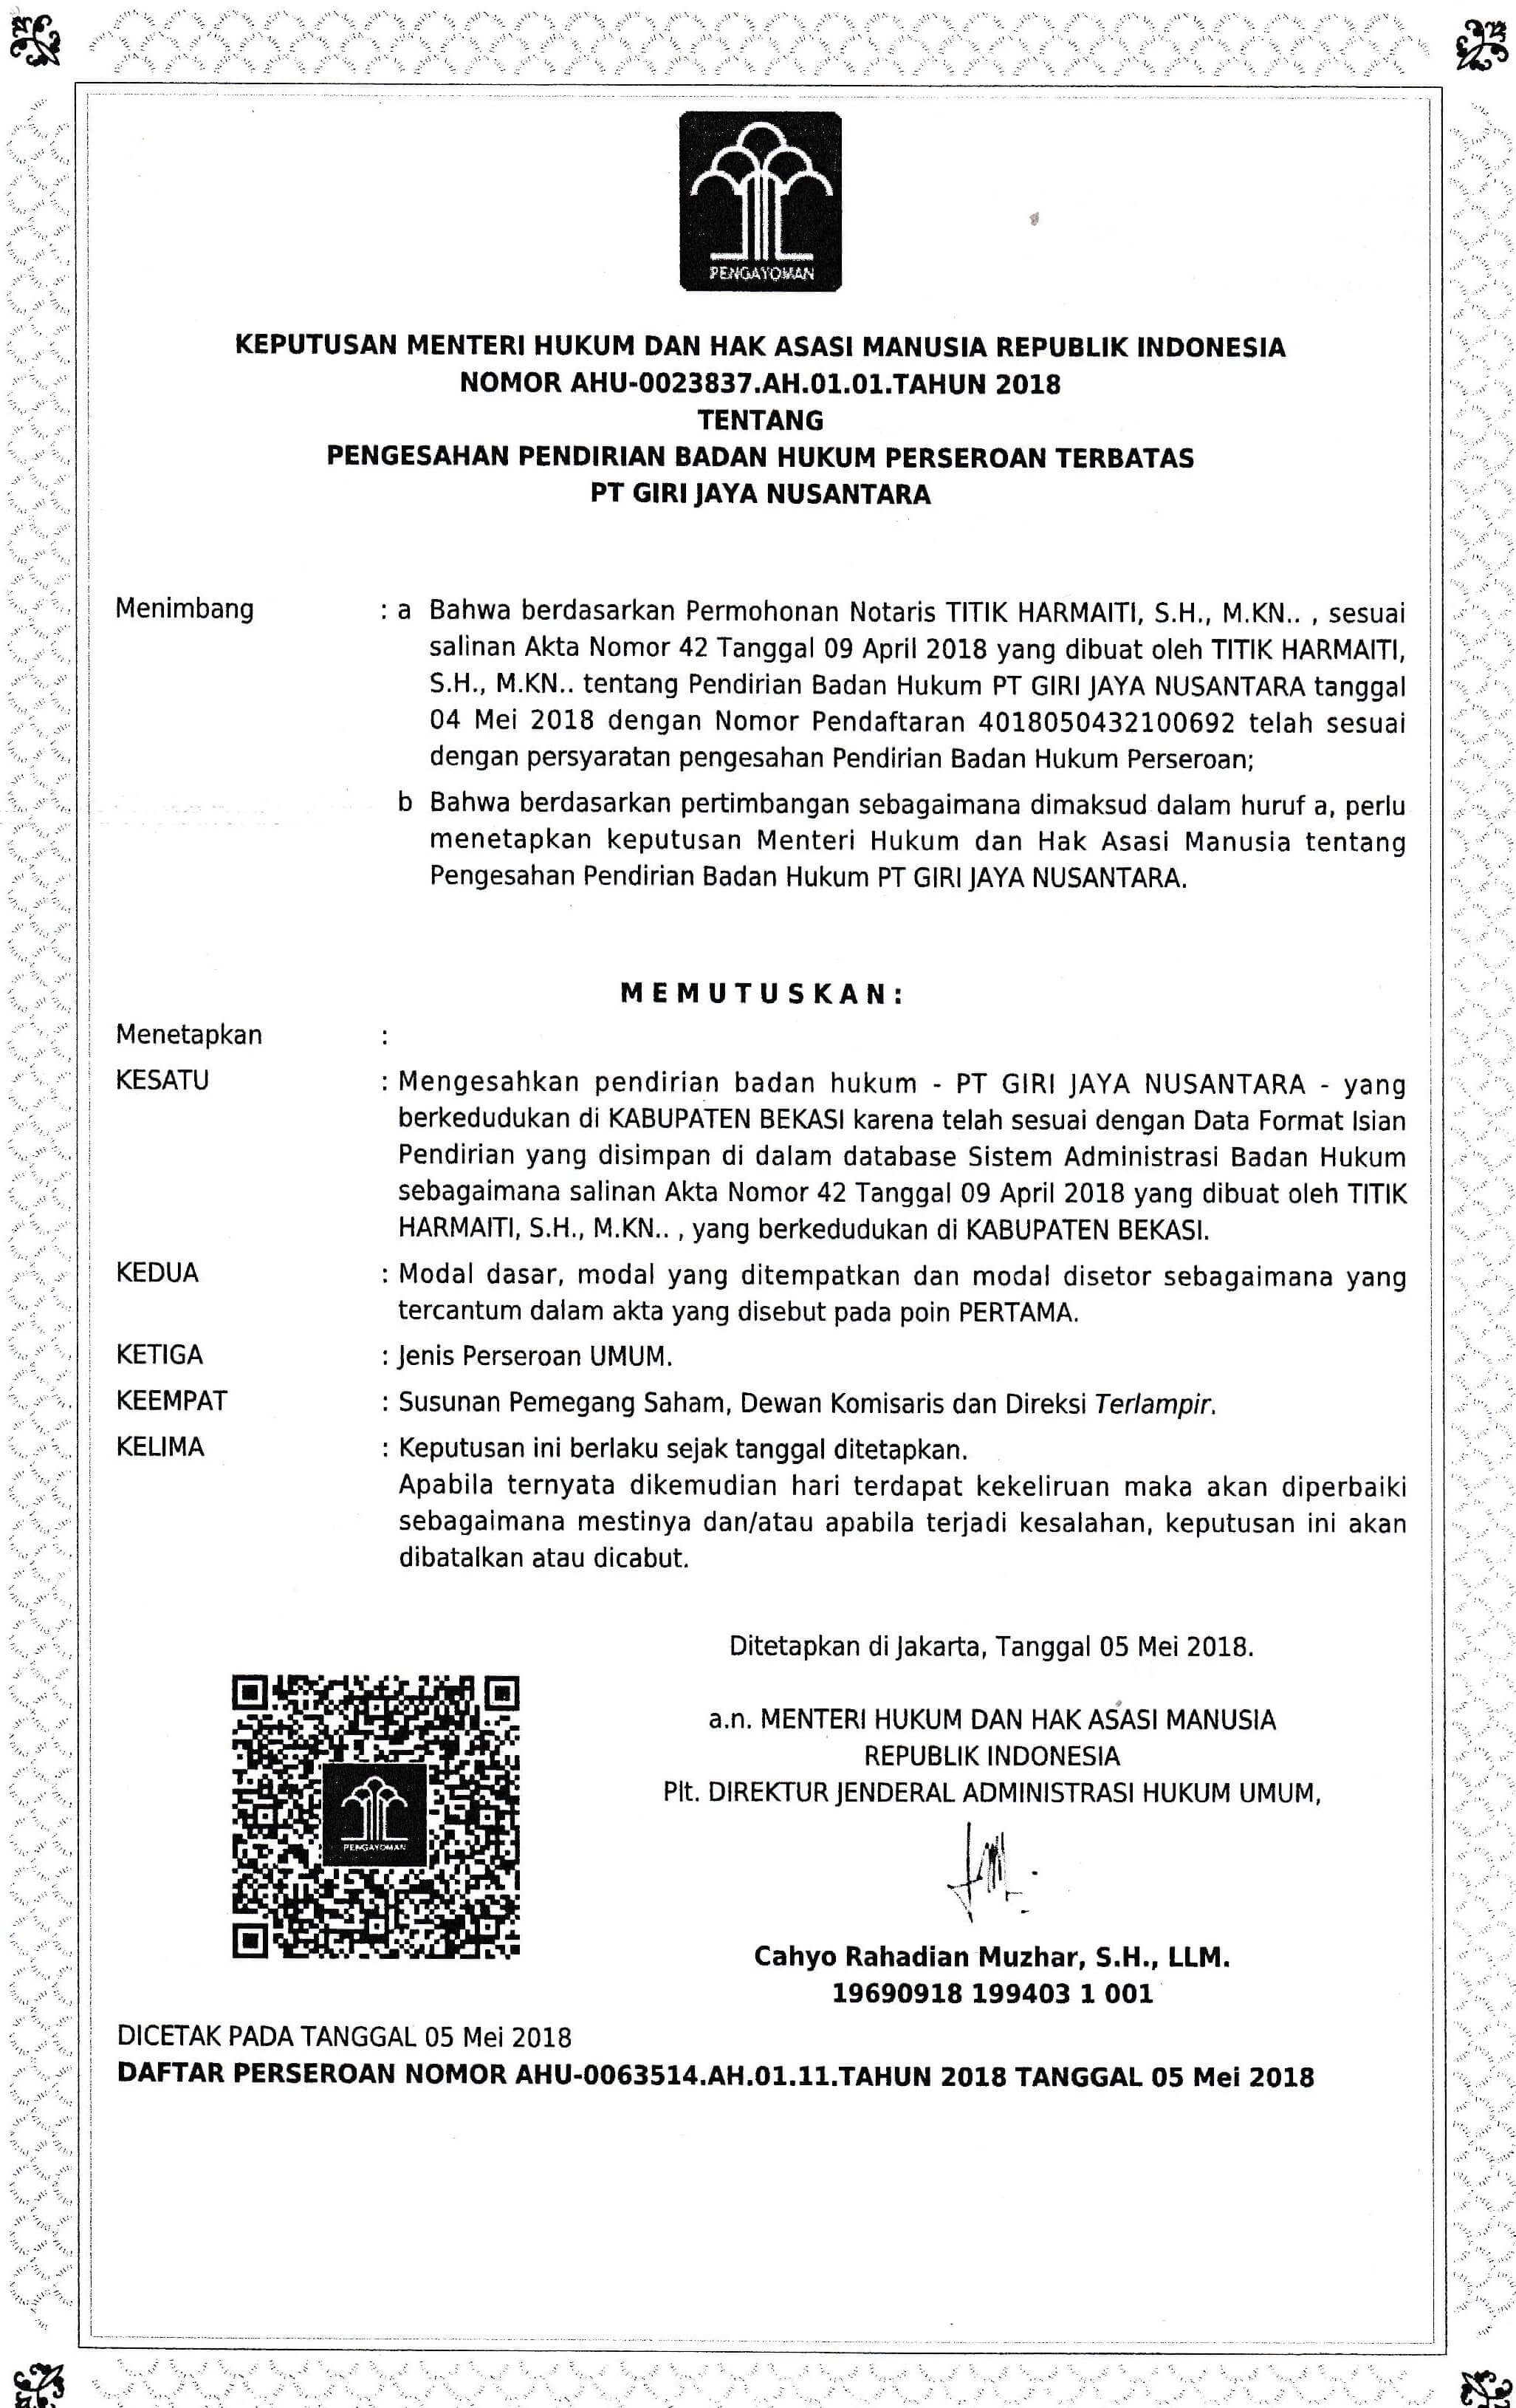 PENGAYOMAN
KEPUTUSAN MENTERI HUKUM DAN HAK ASASI MANUSIA REPUBLIK INDONESIA
NOMOR AHU-0023837.AH.01.01.TAHUN 2018
TENTANG
PENGESAHAN PENDIRIAN BADAN HUKUM PERSEROAN TERBATAS
PT GIRI JAYA NUSANTARA
Menimbang : a Bahwa berdasarkan Permohonan Notaris TITIK HARMAITI, S.H., M.KN.. , sesuai
salinan Akta Nomor 42 Tanggal 09 April 2018 yang dibuat oleh TITIK HARMAITI,
S.H., M.KN.. tentang Pendirian Badan Hukum PT GIRI JAYA NUSANTARA tanggal
04 Mei 2018 dengan Nomor Pendaftaran 4018050432100692 telah sesuai
dengan persyaratan pengesahan Pendirian Badan Hukum Perseroan;
b Bahwa berdasarkan pertimbangan sebagaimana dimaksud dalam huruf a, perlu
menetapkan keputusan Menteri Hukum dan Hak Asasi Manusia tentang
Pengesahan Pendirian Badan Hukum PT GIRI JAYA NUSANTARA.
M E M U T U S K A N :
Menetapkan :
KESATU : Mengesahkan pendirian badan hukum - PT GIRI JAYA NUSANTARA - yang
berkedudukan di KABUPATEN BEKASI karena telah sesuai dengan Data Format Isian
Pendirian yang disimpan di dalam database Sistem Administrasi Badan Hukum
sebagaimana salinan Akta Nomor 42 Tanggal 09 April 2018 yang dibuat oleh TITIK
HARMAITI, S.H., M.KN.. , yang berkedudukan di KABUPATEN BEKASI.
KEDUA : Modal dasar, modal yang ditempatkan dan modal disetor sebagaimana yang
tercantum dalam akta yang disebut pada poin PERTAMA.
KETIGA : Jenis Perseroan UMUM.
KEEMPAT : Susunan Pemegang Saham, Dewan Komisaris dan Direksi Terlampir.
KELIMA : Keputusan ini berlaku sejak tanggal ditetapkan.
Apabila ternyata dikemudian hari terdapat kekeliruan maka akan diperbaiki
sebagaimana mestinya dan/atau apabila terjadi kesalahan, keputusan ini akan
dibatalkan atau dicabut.
Ditetapkan di Jakarta, Tanggal 05 Mei 2018.
a.n. MENTERI HUKUM DAN HAK ASASI MANUSIA
REPUBLIK INDONESIA
Plt. DIREKTUR JENDERAL ADMINISTRASI HUKUM UMUM,
PENGAYOMAN
Cahyo Rahadian Muzhar, S.H., LLM.
19690918 199403 1 001
DICETAK PADA TANGGAL 05 Mei 2018
DAFTAR PERSEROAN NOMOR AHU-0063514.AH.01.11.TAHUN 2018 TANGGAL 05 Mei 2018